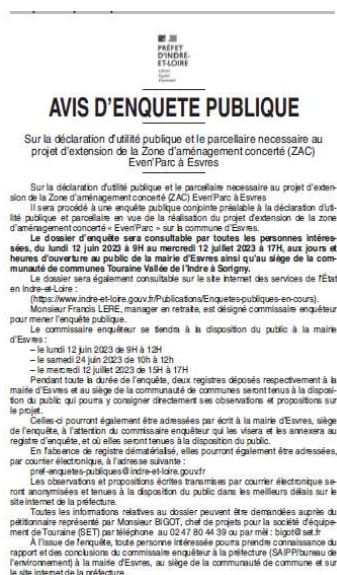 PRÉFET
D'INDRE-
ET-LOIRE
Liberté
Égalité
Fraternité
AVIS D'ENQUETE PUBLIQUE
Sur la déclaration d'utilité publique et le parcellaire necessaire au
projet d'extension de la Zone d'aménagement concerté (ZAC)
Even'Parc à Esvres
Sur la déclaration d'utilité publique et le parcellaire necessaire au projet d'exten-
sion de la Zone d'aménagement concerté (ZAC) Even'Parc à Esvres
Il sera procédé à une enquête publique conjointe préalable à la déclaration d'uti-
lité publique et parcellaire en vue de la réalisation du projet d'extension de la zone
d'aménagement concerté « Even'Parc » sur la commune d'Esvres.
Le dossier d'enquête sera consultable par toutes les personnes intéres-
sées, du lundi 12 juin 2023 à 9H au mercredi 12 juillet 2023 à 17H, aux jours et
heures d'ouverture au public de la mairie d'Esvres ainsi qu'au siège de la com-
munauté de communes Touraine Vallée de l'Indre à Sorigny.
Le dossier sera également consultable sur le site internet des services de l'État
en Indre-et-Loire :
(https://www.indre-et-loire.gouv.fr/Publications/Enquetes-publiques-en-cours).
Monsieur Francis LERE, manager en retraite, est désigné commissaire enquêteur
pour mener l'enquête publique.
Le commissaire enquêteur se tiendra à la disposition du public à la mairie
d'Esvres :
– le lundi 12 juin 2023 de 9H à 12H
– le samedi 24 juin 2023 de 10h à 12h
– le mercredi 12 juillet 2023 de 15H à 17H
Pendant toute la durée de l'enquête, deux registres déposés respectivement à la
mairie d'Esvres et au siège de la communauté de communes seront tenus à la disposi-
tion du public qui pourra y consigner directement ses observations et propositions sur
le projet.
Celles-ci pourront également être adressées par écrit à la mairie d'Esvres, siège
de l'enquête, à l'attention du commissaire enquêteur qui les visera et les annexera au
registre d'enquête, et où elles seront tenues à la disposition du public.
En l'absence de registre dématérialisé, elles pourront également être adressées,
par courrier électronique, à l'adresse suivante :
pref-enquetes-publiques@indre-et-loire.gouv.fr
Les observations et propositions écrites transmises par courrier électronique se-
ront anonymisées et tenues à la disposition du public dans les meilleurs délais sur le
site internet de la préfecture.
Toutes les informations relatives au dossier peuvent être demandées auprès du
pétitionnaire représenté par Monsieur BIGOT, chef de projets pour la société d'équipe-
ment de Touraine (SET) par téléphone au 02 47 80 44 39 ou par mèl : bigot@set.fr
À l'issue de l'enquête, toute personne intéressée pourra prendre connaissance du
rapport et des conclusions du commissaire enquêteur à la préfecture (SAIPP/bureau de
l'environnement) à la mairie d'Esvres, au siège de la communauté de commune et sur
le site internet de la préfecture.